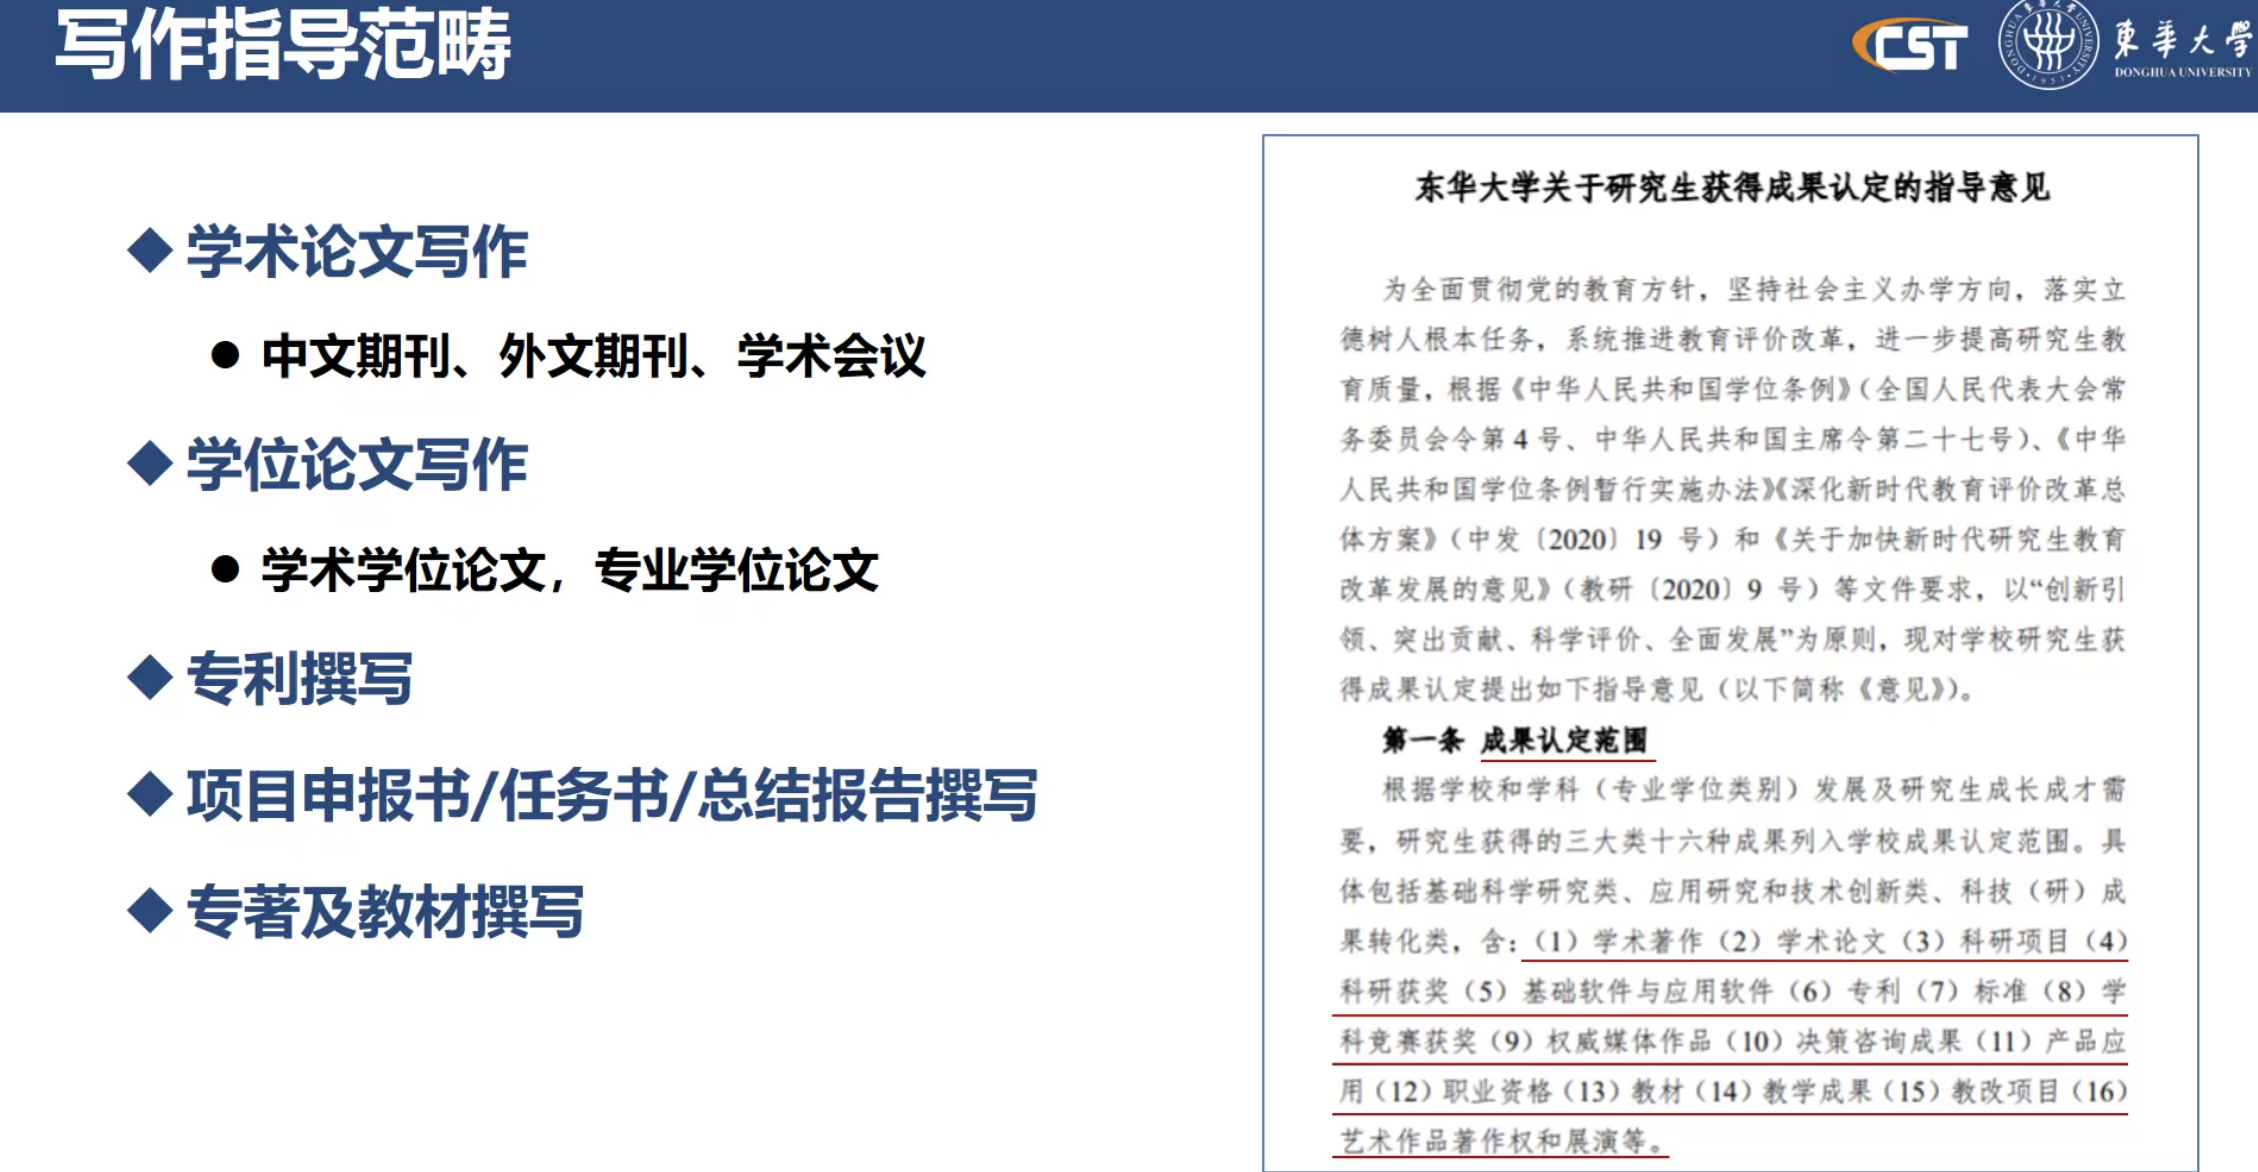 写作指导范畴
CST
東華大學
DONGHUA UNIVERSITY
学术论文写作
中文期刊、外文期刊、学术会议
学位论文写作
学术学位论文，专业学位论文
专利撰写
项目申报书/任务书/总结报告撰写
专著及教材撰写
东华大学关于研究生获得成果认定的指导意见
为全面贯彻党的教育方针，坚持社会主义办学方向，落实立
德树人根本任务，系统推进教育评价改革，进一步提高研究生教
育质量，根据《中华人民共和国学位条例》（全国人民代表大会常
务委员会令第 4 号、中华人民共和国主席令第二十七号）、《中华
人民共和国学位条例暂行实施办法》《深化新时代教育评价改革总
体方案》（中发〔2020〕19 号）和《关于加快新时代研究生教育
改革发展的意见》（教研〔2020〕9 号）等文件要求，以“创新引
领、突出贡献、科学评价、全面发展”为原则，现对学校研究生获
得成果认定提出如下指导意见（以下简称《意见》）。
第一条 成果认定范围
根据学校和学科（专业学位类别）发展及研究生成长成才需
要，研究生获得的三大类十六种成果列入学校成果认定范围。具
体包括基础科学研究类、应用研究和技术创新类、科技（研）成
果转化类，含：（1）学术著作（2）学术论文（3）科研项目（4）
科研获奖（5）基础软件与应用软件（6）专利（7）标准（8）学
科竞赛获奖（9）权威媒体作品（10）决策咨询成果（11）产品应
用（12）职业资格（13）教材（14）教学成果（15）教改项目（16）
艺术作品著作权和展演等。